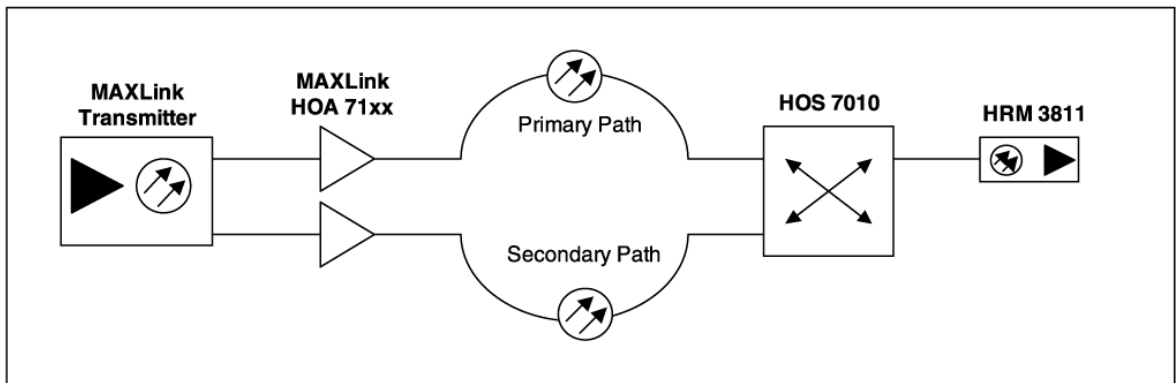 MAXLink
Transmitter
MAXLink
HOA 71xx
Primary Path
Secondary Path
HOS 7010
HRM 3811